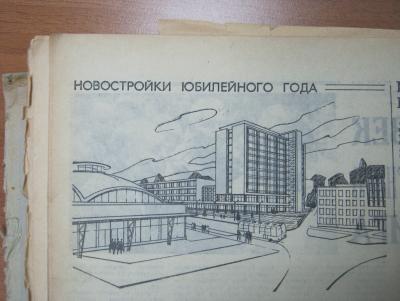 НОВОСТРОЙКИ ЮБИЛЕЙНОГО ГОДА